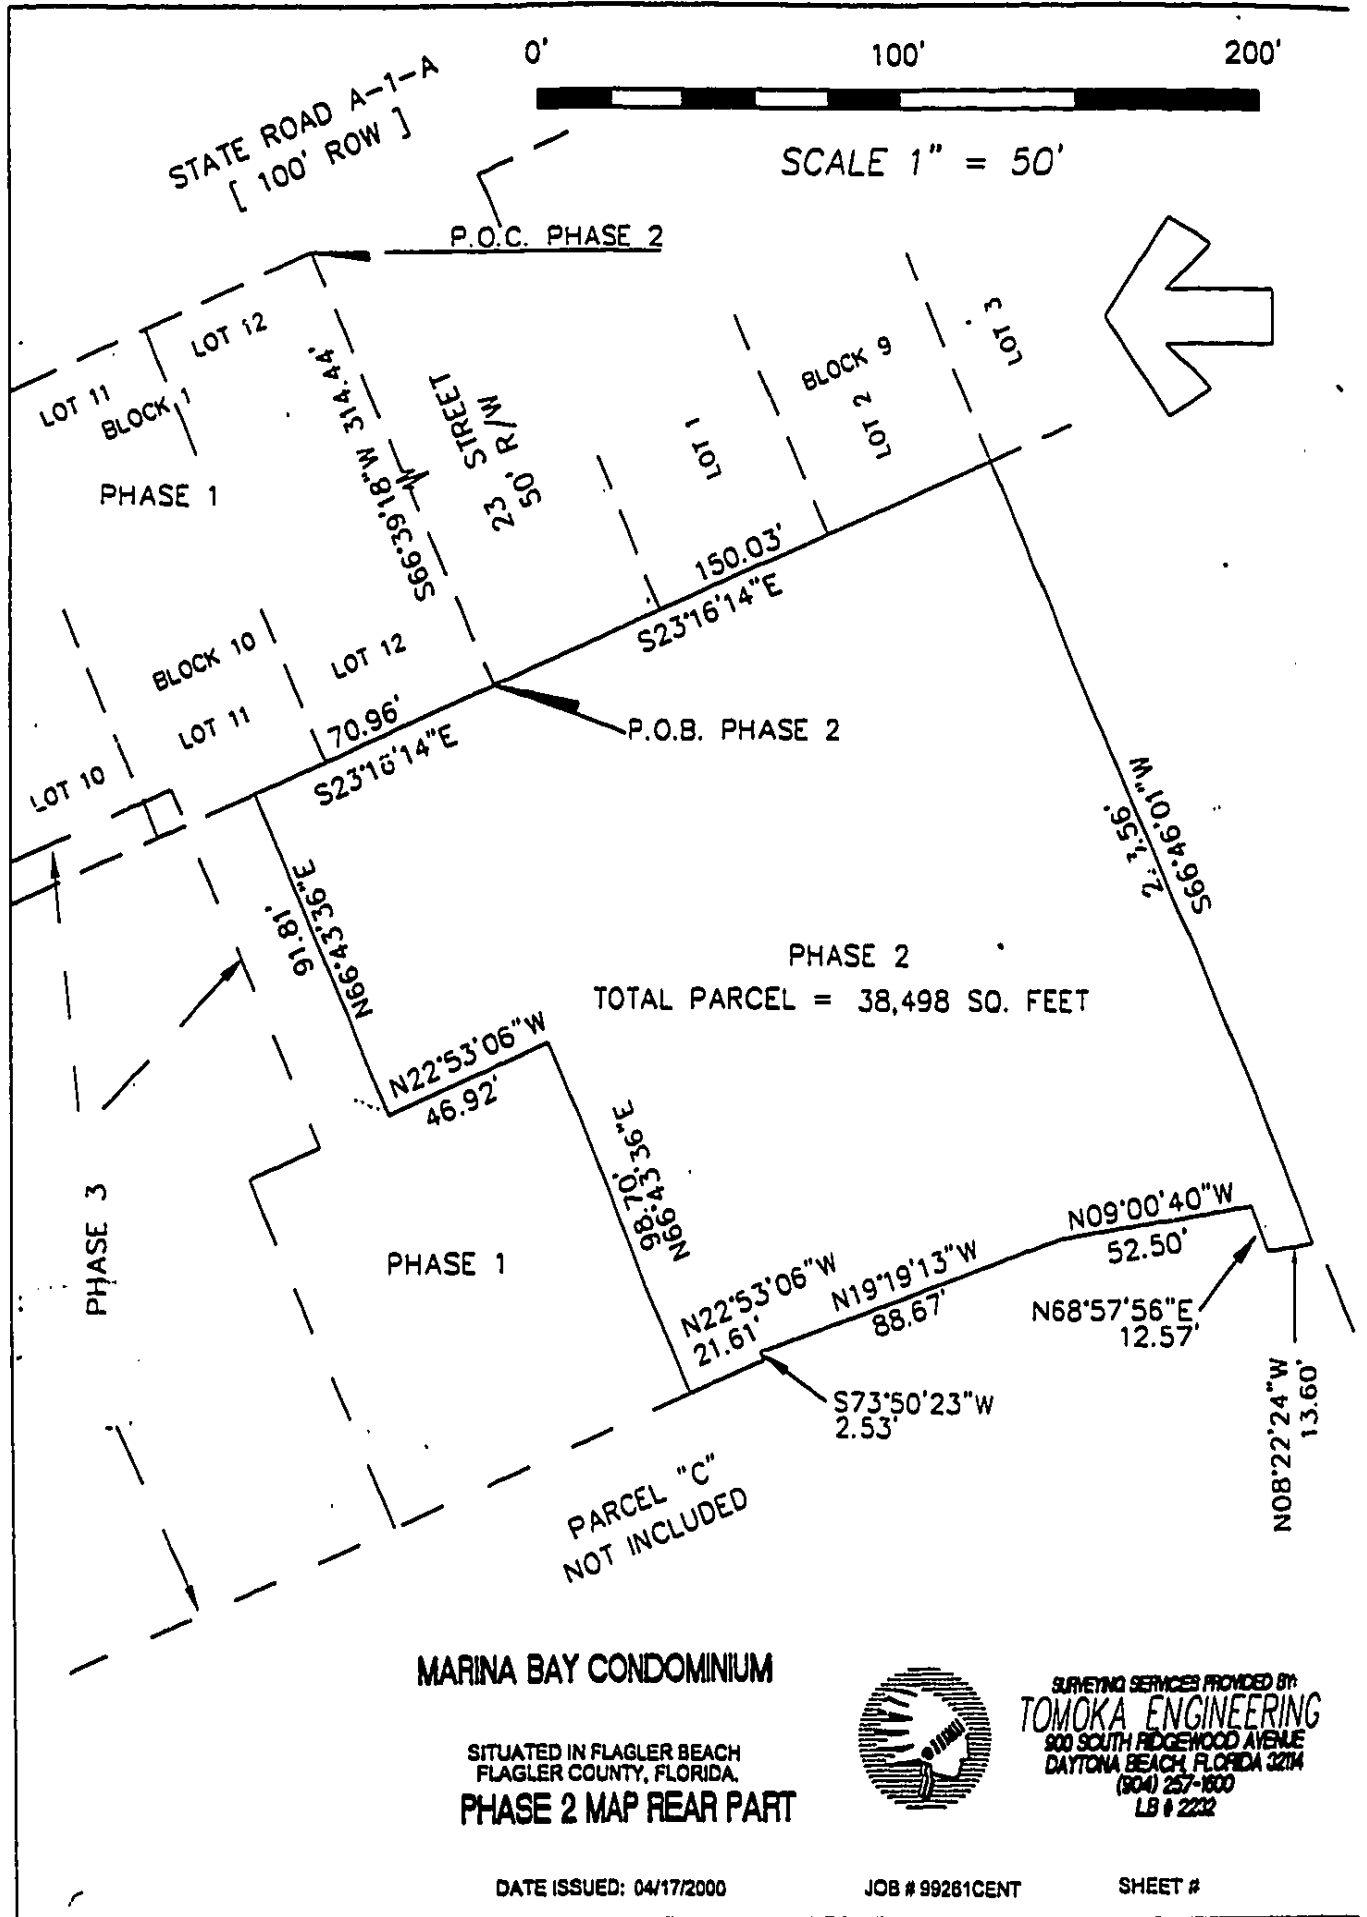 0' 100' 200'
SCALE 1" = 50'
STATE ROAD A-1-A
[ 100' ROW ]
P.O.C. PHASE 2
LOT 12
LOT 11
BLOCK 1
PHASE 1
S66°39'18"W 314.44'
23 STREET
50' R/W
LOT 1
BLOCK 9
LOT 2
LOT 3
150.03'
S23°16'14"E
BLOCK 10
LOT 12
LOT 11
LOT 10
70.96'
P.O.B. PHASE 2
S66°46'01"W
N66°43'36"E
91.81'
PHASE 2
TOTAL PARCEL = 38,498 SQ. FEET
N22°53'06"W
46.92'
N66°43'36"E
98.70'
PHASE 3
PHASE 1
N22°53'06"W
21.61'
N19°19'13"W
88.67'
N09°00'40"W
52.50'
N68°57'56"E
12.57'
S73°50'23"W
2.53'
N08°22'24"W
13.60'
PARCEL "C"
NOT INCLUDED
MARINA BAY CONDOMINIUM
SITUATED IN FLAGLER BEACH
FLAGLER COUNTY, FLORIDA.
PHASE 2 MAP REAR PART
SURVEYING SERVICES PROVIDED BY:
TOMOKA ENGINEERING
900 SOUTH RIDGEWOOD AVENUE
DAYTONA BEACH, FLORIDA 32114
(904) 257-1600
LB # 2232
DATE ISSUED: 04/17/2000 JOB # 99261CENT SHEET #